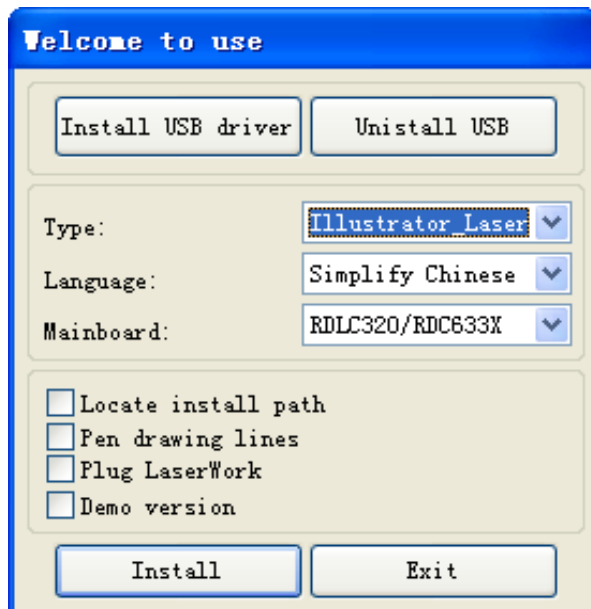 Welcome to use
Install USB driver Unistall USB
Type: Illustrator_Laser
Language: Simplify Chinese
Mainboard: RDLC320/RDC633X
Locate install path
Pen drawing lines
Plug LaserWork
Demo version
Install Exit